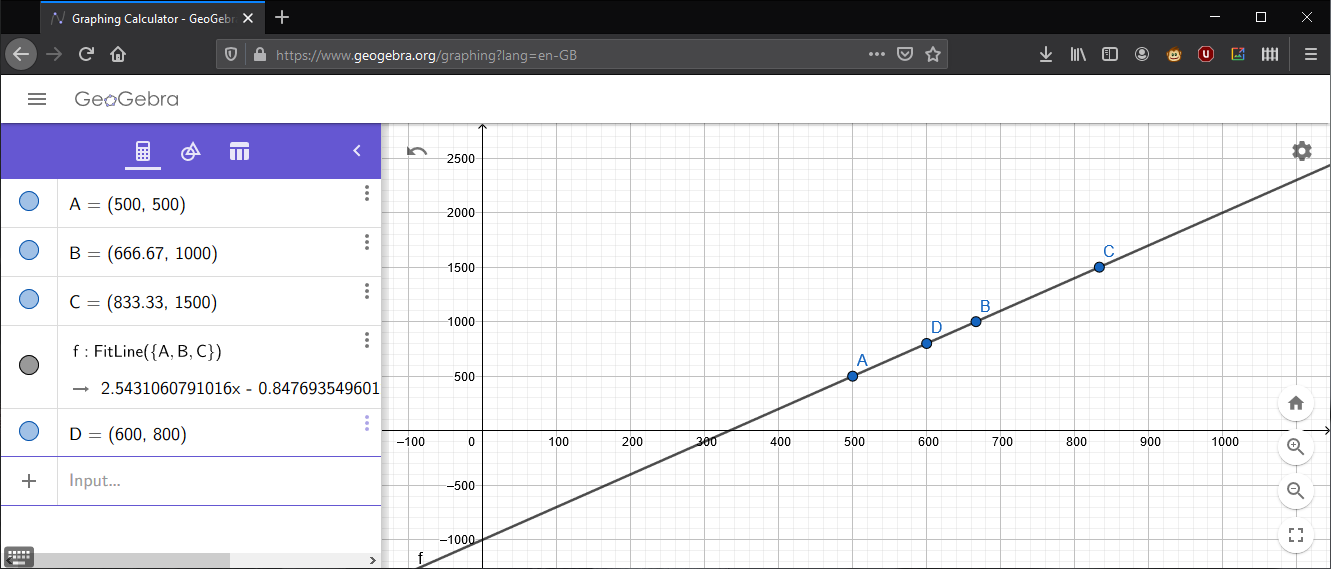 Graphing Calculator - GeoGebr
https://www.geogebra.org/graphing?lang=en-GB
GeoGebra
A = (500, 500)
B = (666.67, 1000)
C = (833.33, 1500)
f : FitLine({A, B, C})
→ 2.5431060791016x - 0.847693549601
D = (600, 800)
+ Input...
2500
2000
1500
1000
500
-500
-1000
-100 0 100 200 300 400 500 600 700 800 900 1000
A
D
B
C
f